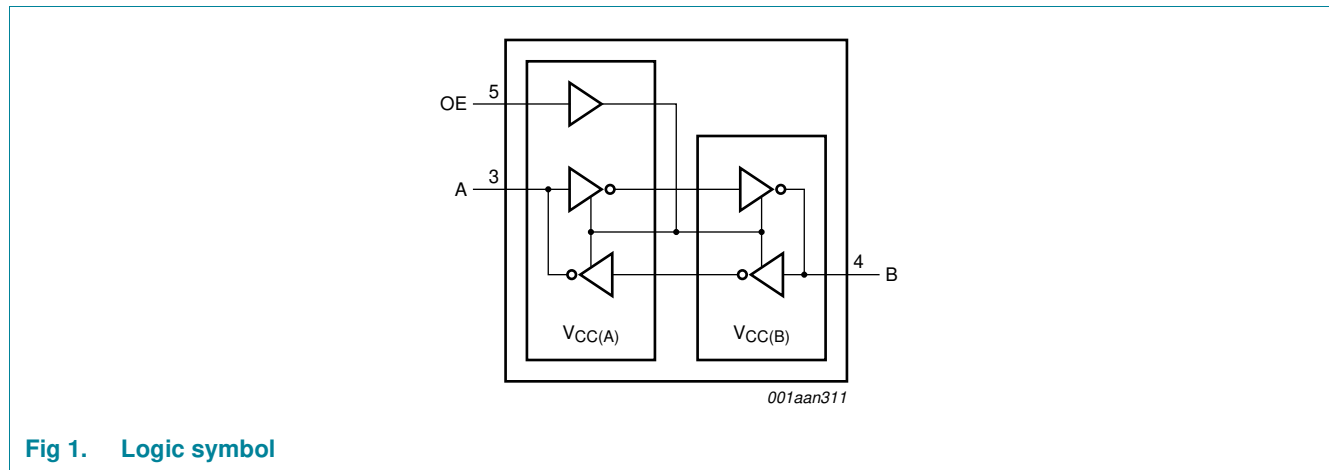 OE
5
A
3
4
B
VCC(A)
VCC(B)
001aan311
Fig 1. Logic symbol